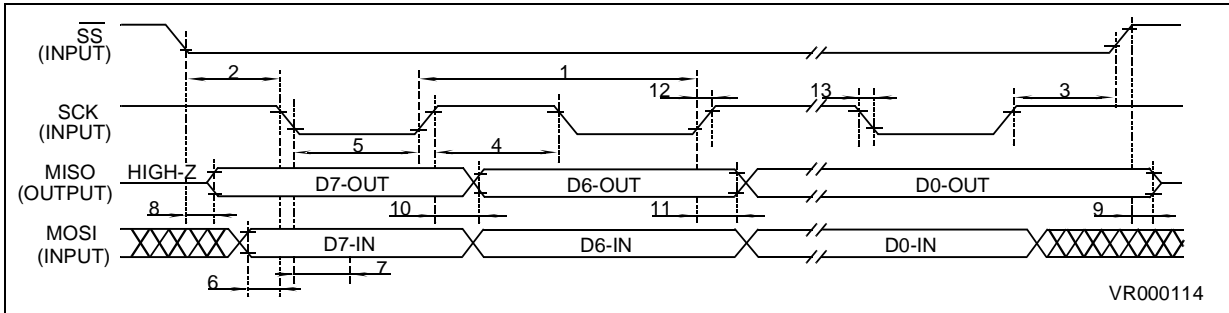 SS
(INPUT)
2
1
SCK
(INPUT)
12
13
3
5
4
MISO
(OUTPUT)
HIGH-Z
D7-OUT
D6-OUT
D0-OUT
8
10
11
9
MOSI
(INPUT)
D7-IN
D6-IN
D0-IN
7
6
VR000114